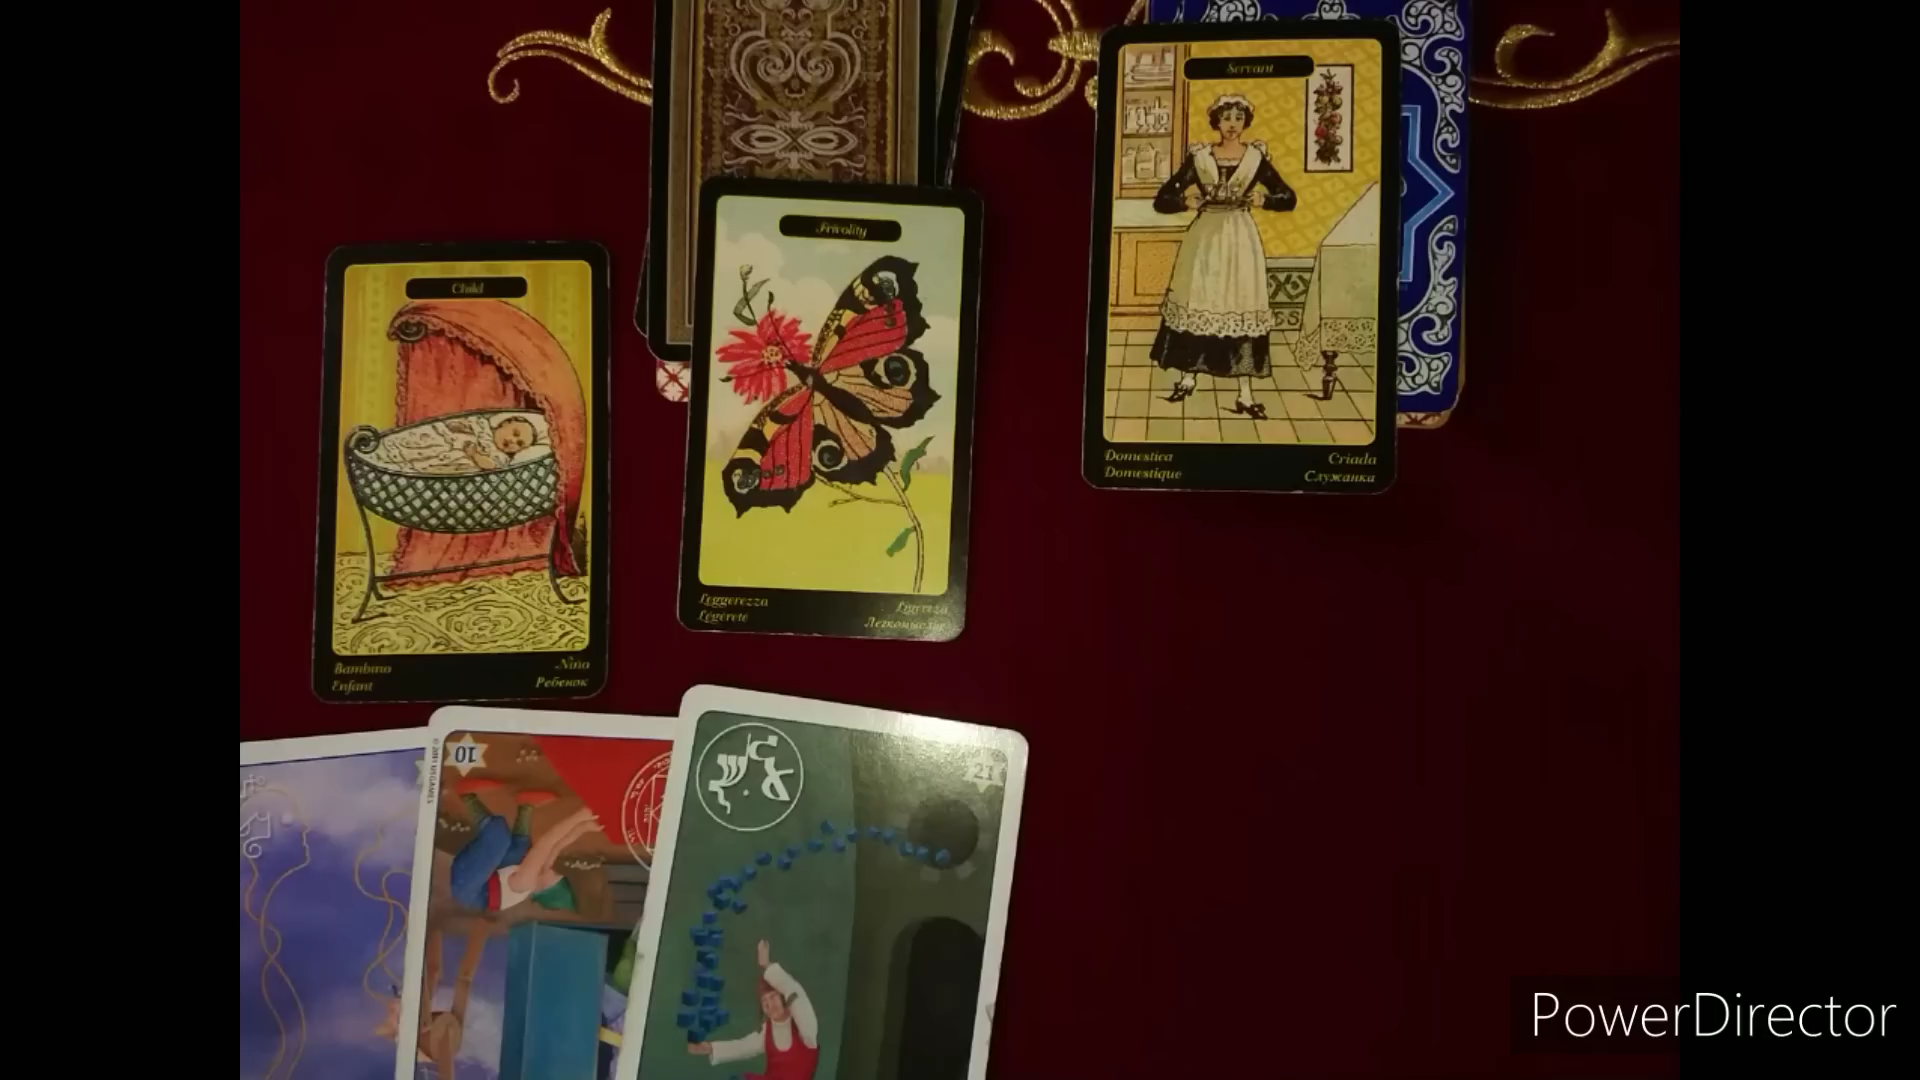 Servant
Domestica
Domestique
Criada
Служанка
Frivolity
Leggerezza
Légèreté
Ligereza
Легкомыслие
Child
Bambino
Enfant
Niño
Ребенок
10
21
PowerDirector